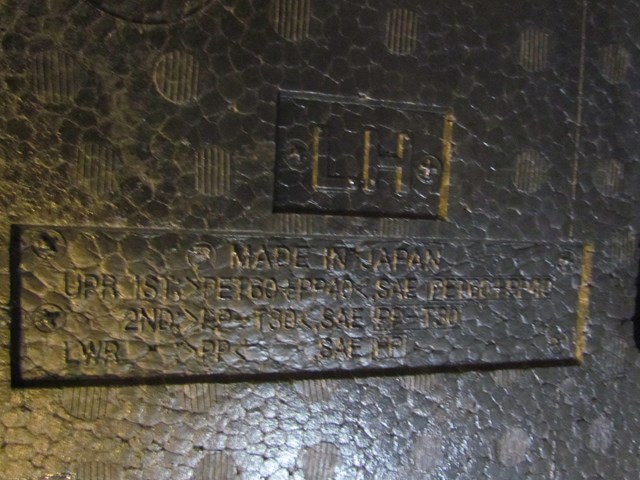 LH
MADE IN JAPAN
UPR 1ST >PET60+PP40< SAE PET60+PP40
2ND >PP-T30< SAE PP-T30
LWR >PP< SAE PP